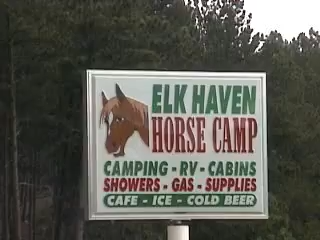 ELK HAVEN
HORSE CAMP
CAMPING - RV - CABINS
SHOWERS - GAS - SUPPLIES
CAFE - ICE - COLD BEER